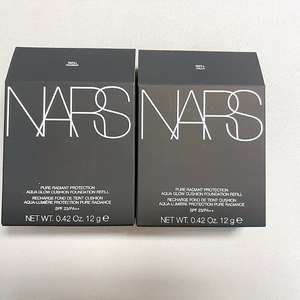 NARS
PURE RADIANT PROTECTION
AQUA GLOW CUSHION FOUNDATION REFILL
RECHARGE FOND DE TEINT CUSHION
AQUA LUMIÈRE PROTECTION PURE RADIANCE
SPF 23/PA++
NET WT. 0.42 OZ. 12 g ℮
NARS
PURE RADIANT PROTECTION
AQUA GLOW CUSHION FOUNDATION REFILL
RECHARGE FOND DE TEINT CUSHION
AQUA LUMIÈRE PROTECTION PURE RADIANCE
SPF 23/PA++
NET WT. 0.42 OZ. 12 g ℮